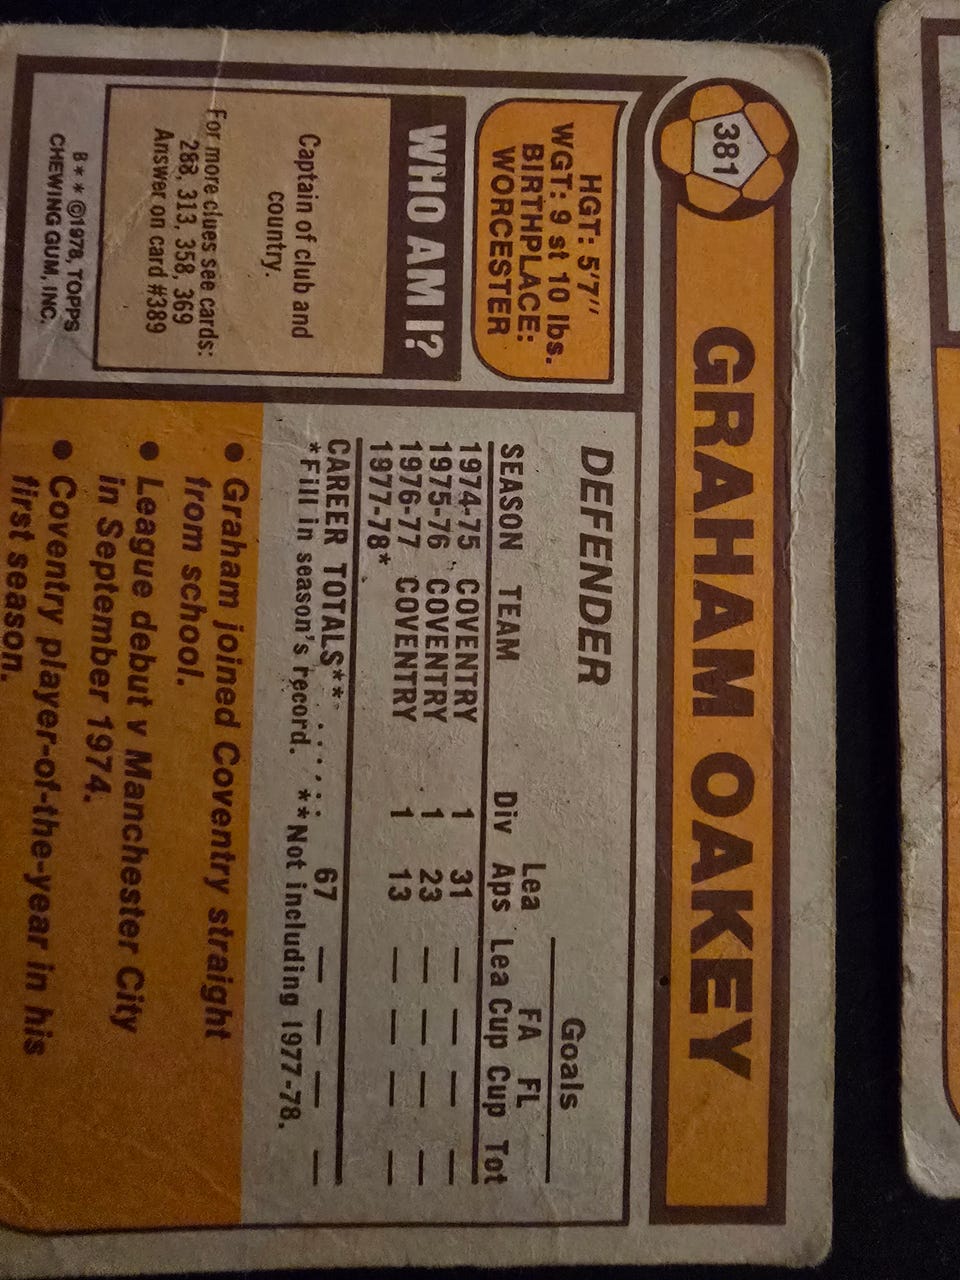 381
GRAHAM OAKEY
HGT: 5'7"
WGT: 9 st 10 lbs.
BIRTHPLACE:
WORCESTER
WHO AM I?
Captain of club and
country.
For more clues see cards:
268, 313, 358, 369
Answer on card #389
B**©1978, TOPPS
CHEWING GUM, INC.
DEFENDER
Goals
Lea FA FL
SEASON TEAM Div Aps Lea Cup Cup Tot
1974-75 COVENTRY 1 31 — — — —
1975-76 COVENTRY 1 23 — — — —
1976-77 COVENTRY 1 13 — — — —
1977-78*
CAREER TOTALS** ...... 67 — — — —
*Fill in season's record. **Not including 1977-78.
• Graham joined Coventry straight
from school.
• League debut v Manchester City
in September 1974.
• Coventry player-of-the-year in his
first season.